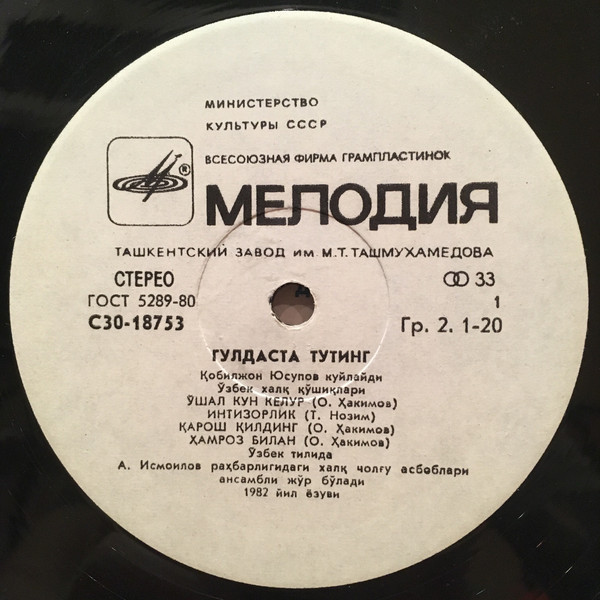 МИНИСТЕРСТВО
КУЛЬТУРЫ СССР
ВСЕСОЮЗНАЯ ФИРМА ГРАМПЛАСТИНОК
®
МЕЛОДИЯ
ТАШКЕНТСКИЙ ЗАВОД им. М.Т. ТАШМУХАМЕДОВА
СТЕРЕО 33
ГОСТ 5289-80 1
С30-18753 Гр. 2. 1-20
ГУЛДАСТА ТУТИНГ
Қобилжон Юсупов куйлайди
Ўзбек халқ қўшиқлари
ЎШАЛ КУН КЕЛУР (О. Ҳакимов)
ИНТИЗОРЛИК (Т. Нозим)
ҚАРОШ ҚИЛДИНГ (О. Ҳакимов)
ҲАМРОЗ БИЛАН (О. Ҳакимов)
Ўзбек тилида
А. Исмоилов раҳбарлигидаги халқ чолғу асбоблари
ансамбли жўр бўлади
1982 йил ёзуви